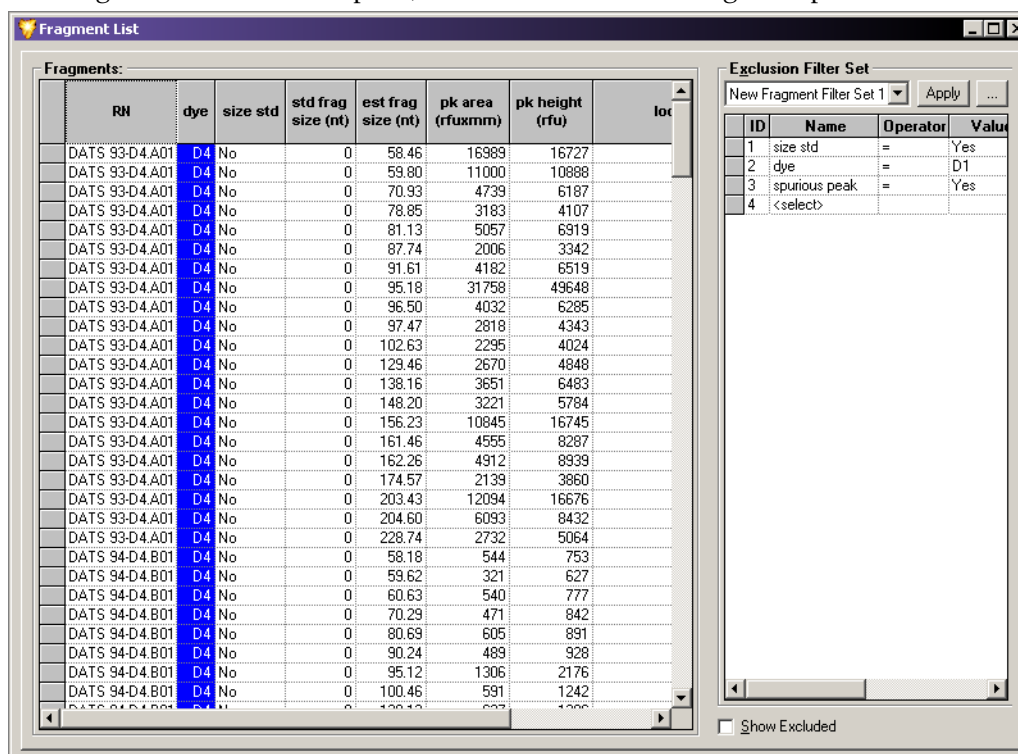 Fragment List
Fragments:
RN dye size std std frag size (nt) est frag size (nt) pk area (rfuxmm) pk height (rfu) loc
DATS 93-D4.A01 D4 No 0 58.46 16989 16727
DATS 93-D4.A01 D4 No 0 59.80 11000 10888
DATS 93-D4.A01 D4 No 0 70.93 4739 6187
DATS 93-D4.A01 D4 No 0 78.85 3183 4107
DATS 93-D4.A01 D4 No 0 81.13 5057 6919
DATS 93-D4.A01 D4 No 0 87.74 2006 3342
DATS 93-D4.A01 D4 No 0 91.61 4182 6519
DATS 93-D4.A01 D4 No 0 95.18 31758 49648
DATS 93-D4.A01 D4 No 0 96.50 4032 6285
DATS 93-D4.A01 D4 No 0 97.47 2818 4343
DATS 93-D4.A01 D4 No 0 102.63 2295 4024
DATS 93-D4.A01 D4 No 0 129.46 2670 4848
DATS 93-D4.A01 D4 No 0 138.16 3651 6483
DATS 93-D4.A01 D4 No 0 148.20 3221 5784
DATS 93-D4.A01 D4 No 0 156.23 10845 16745
DATS 93-D4.A01 D4 No 0 161.46 4555 8287
DATS 93-D4.A01 D4 No 0 162.26 4912 8939
DATS 93-D4.A01 D4 No 0 174.57 2139 3860
DATS 93-D4.A01 D4 No 0 203.43 12094 16676
DATS 93-D4.A01 D4 No 0 204.60 6093 8432
DATS 93-D4.A01 D4 No 0 228.74 2732 5064
DATS 94-D4.B01 D4 No 0 58.18 544 753
DATS 94-D4.B01 D4 No 0 59.62 321 627
DATS 94-D4.B01 D4 No 0 60.63 540 777
DATS 94-D4.B01 D4 No 0 70.29 471 842
DATS 94-D4.B01 D4 No 0 80.69 605 891
DATS 94-D4.B01 D4 No 0 90.24 489 928
DATS 94-D4.B01 D4 No 0 95.12 1306 2176
DATS 94-D4.B01 D4 No 0 100.46 591 1242
Exclusion Filter Set
New Fragment Filter Set 1 Apply ...
ID Name Operator Value
1 size std = Yes
2 dye = D1
3 spurious peak = Yes
4 <select>
Show Excluded